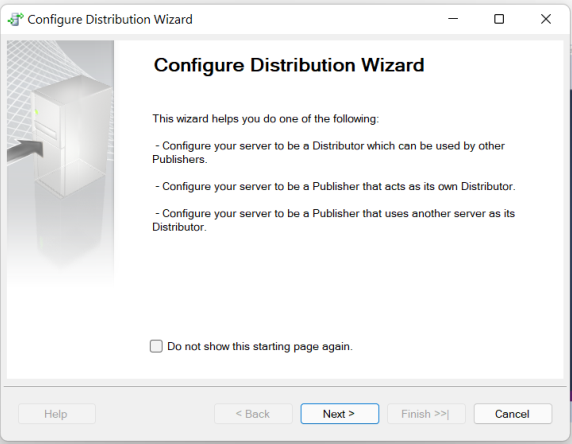 Configure Distribution Wizard
Configure Distribution Wizard
This wizard helps you do one of the following:
- Configure your server to be a Distributor which can be used by other
Publishers.
- Configure your server to be a Publisher that acts as its own Distributor.
- Configure your server to be a Publisher that uses another server as its
Distributor.
Do not show this starting page again.
Help
< Back
Next >
Finish >>|
Cancel